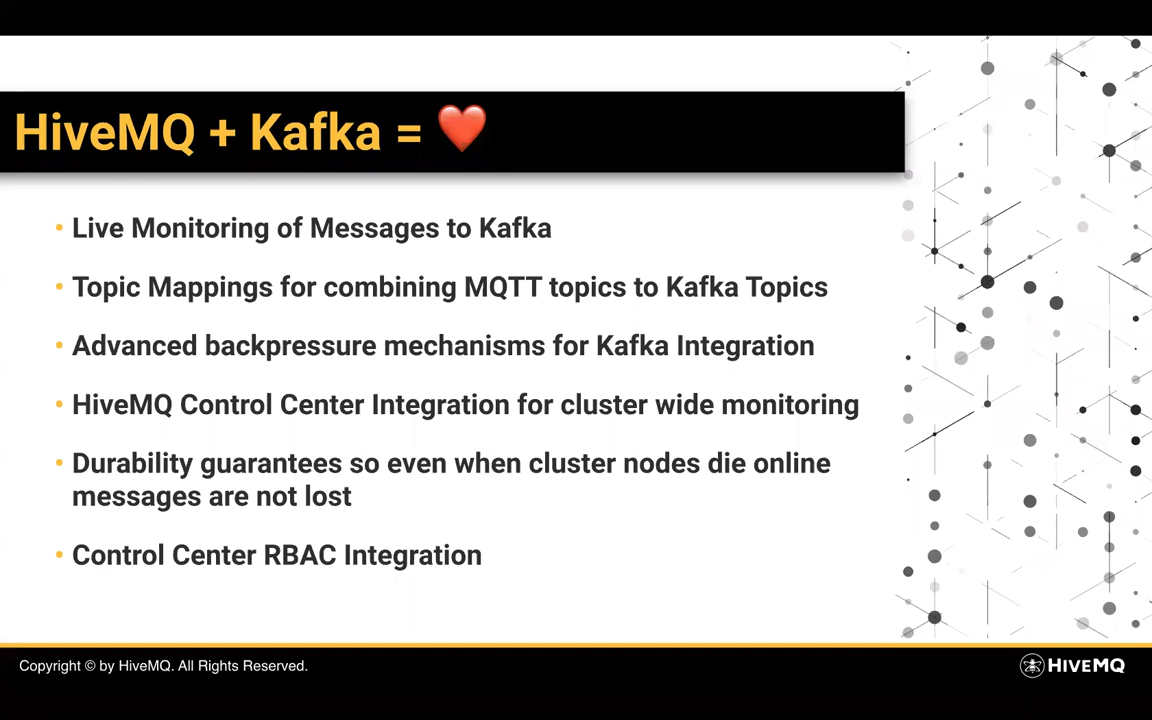 HiveMQ + Kafka = ❤️
• Live Monitoring of Messages to Kafka
• Topic Mappings for combining MQTT topics to Kafka Topics
• Advanced backpressure mechanisms for Kafka Integration
• HiveMQ Control Center Integration for cluster wide monitoring
• Durability guarantees so even when cluster nodes die online
messages are not lost
• Control Center RBAC Integration
Copyright © by HiveMQ. All Rights Reserved.
HIVEMQ